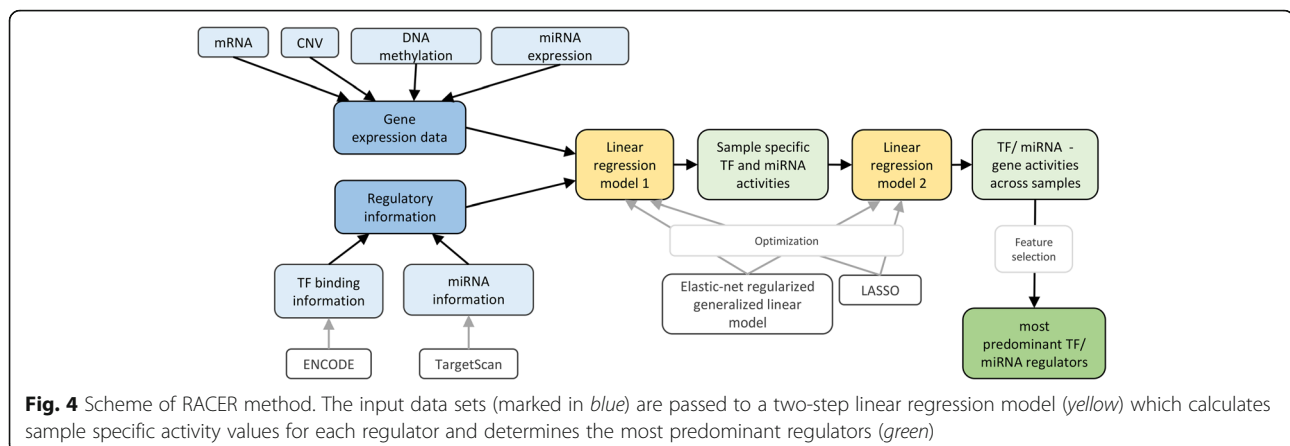 mRNA
CNV
DNA
methylation
miRNA
expression
Gene
expression data
Linear
regression
model 1
Sample specific
TF and miRNA
activities
Linear
regression
model 2
TF/ miRNA -
gene activities
across samples
Regulatory
information
Optimization
Feature
selection
TF binding
information
miRNA
information
Elastic-net regularized
generalized linear
model
LASSO
most
predominant TF/
miRNA regulators
ENCODE
TargetScan
Fig. 4 Scheme of RACER method. The input data sets (marked in blue) are passed to a two-step linear regression model (yellow) which calculates
sample specific activity values for each regulator and determines the most predominant regulators (green)